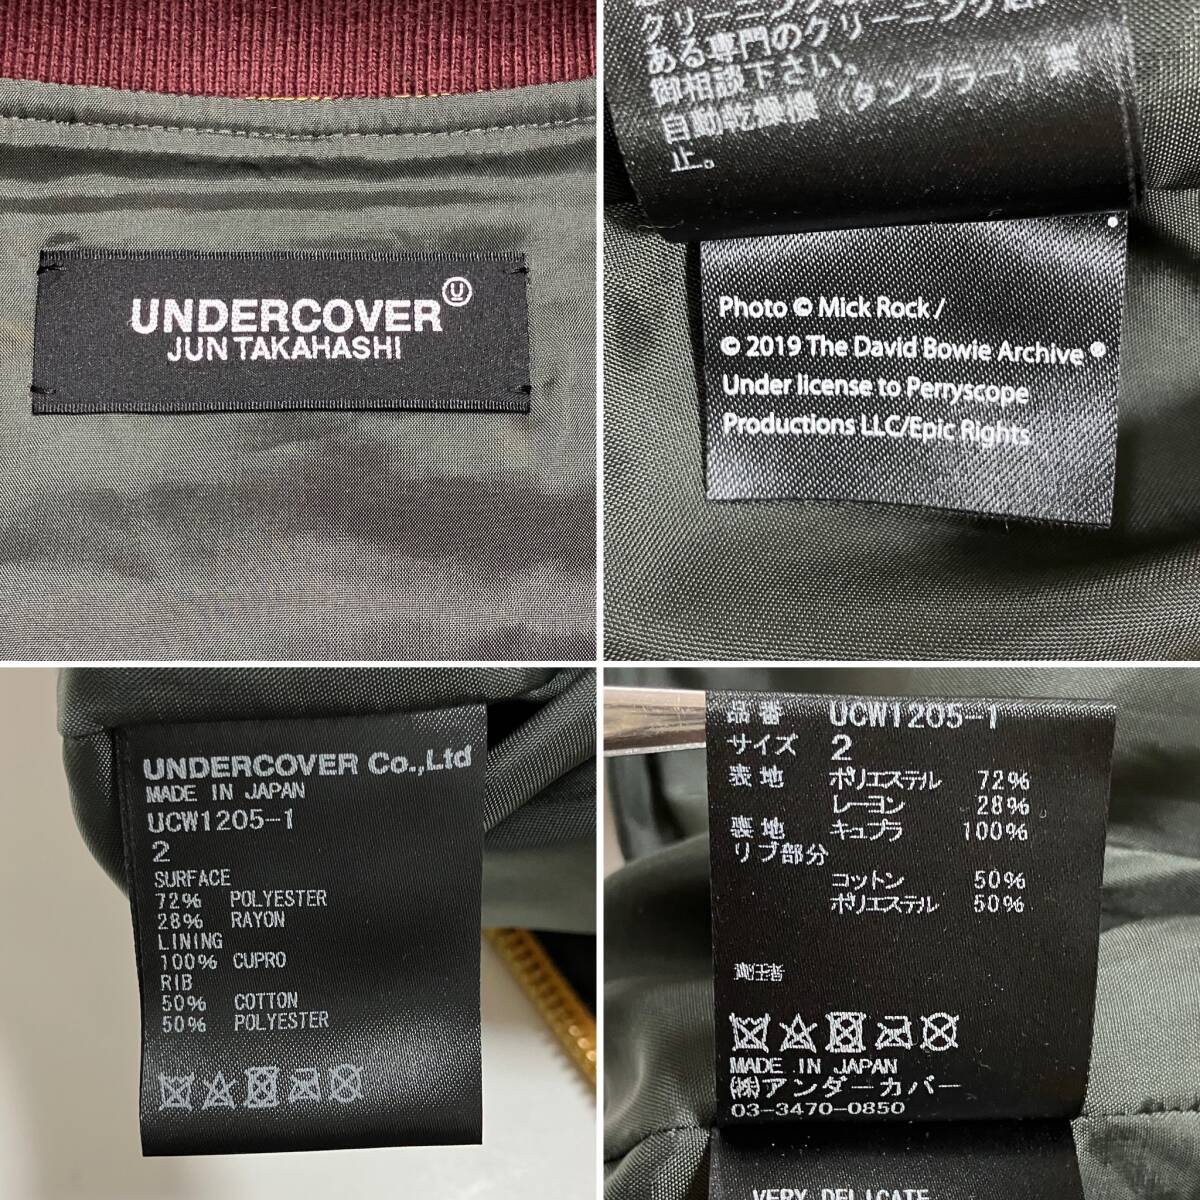 UNDERCOVER
JUN TAKAHASHI
クリーニング
ある専門のクリーニング店
御相談下さい。
自動乾燥機（タンブラー）禁
止。
Photo © Mick Rock /
© 2019 The David Bowie Archive ®
Under license to Perryscope
Productions LLC/Epic Rights
UNDERCOVER Co.,Ltd
MADE IN JAPAN
UCW1205-1
2
SURFACE
72% POLYESTER
28% RAYON
LINING
100% CUPRO
RIB
50% COTTON
50% POLYESTER
品番 UCW1205-1
サイズ 2
表地 ポリエステル 72%
レーヨン 28%
裏地 キュプラ 100%
リブ部分
コットン 50%
ポリエステル 50%
責任者
MADE IN JAPAN
㈱アンダーカバー
03-3470-0850
VERY DELICATE